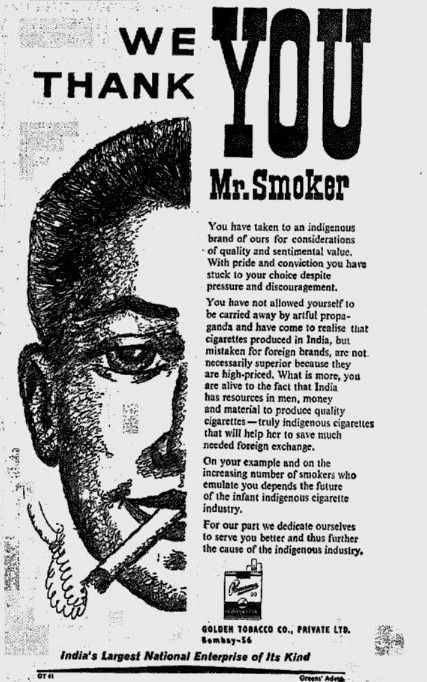 WE
THANK
YOU
Mr. Smoker
You have taken to an indigenous
brand of ours for considerations
of quality and sentimental value.
With pride and conviction you have
stuck to your choice despite
pressure and discouragement.
You have not allowed yourself to
be carried away by artful propa-
ganda and have come to realise that
cigarettes produced in India, but
mistaken for foreign brands, are not
necessarily superior because they
are high-priced. What is more, you
are alive to the fact that India
has resources in men, money
and material to produce quality
cigarettes—truly indigenous cigarettes
that will help her to save much
needed foreign exchange.
On your example and on the
increasing number of smokers who
emulate you depends the future
of the infant indigenous cigarette
industry.
For our part we dedicate ourselves
to serve you better and thus further
the cause of the indigenous industry.
GOLDEN TOBACCO CO., PRIVATE LTD.
Bombay-56
India's Largest National Enterprise of Its Kind
GT 41
Greens' Advtg.